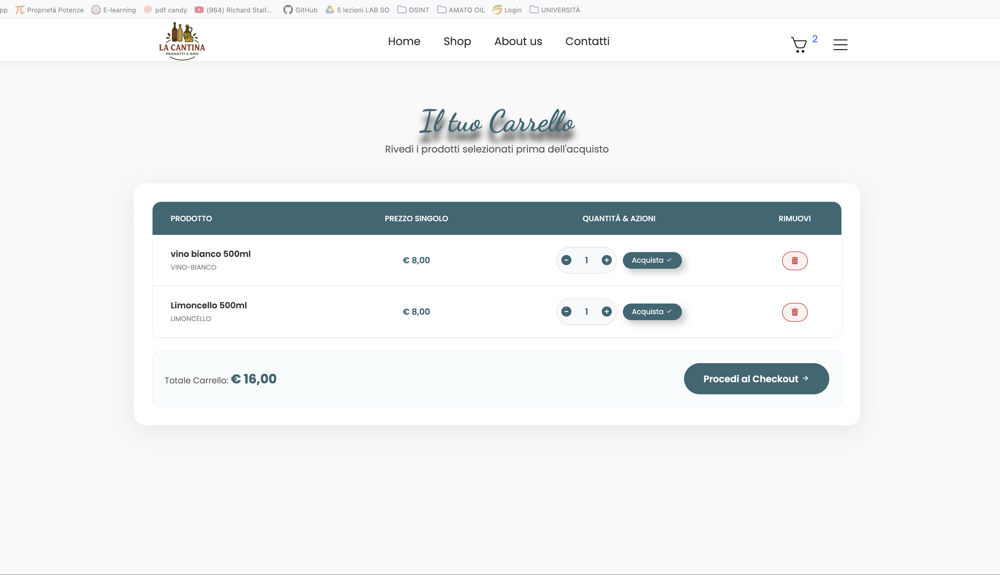 pp Proprietà Potenze E-learning pdf candy (964) Richard Stall... GitHub 5 lezioni LAB SO OSINT AMATO OIL Login UNIVERSITÀ
LA CANTINA
PRODOTTI A KM0
Home Shop About us Contatti 2
Il tuo Carrello
Rivedi i prodotti selezionati prima dell'acquisto
PRODOTTO PREZZO SINGOLO QUANTITÀ & AZIONI RIMUOVI
vino bianco 500ml
VINO-BIANCO
€ 8,00 1 Acquista
Limoncello 500ml
LIMONCELLO
€ 8,00 1 Acquista
Totale Carrello: € 16,00 Procedi al Checkout